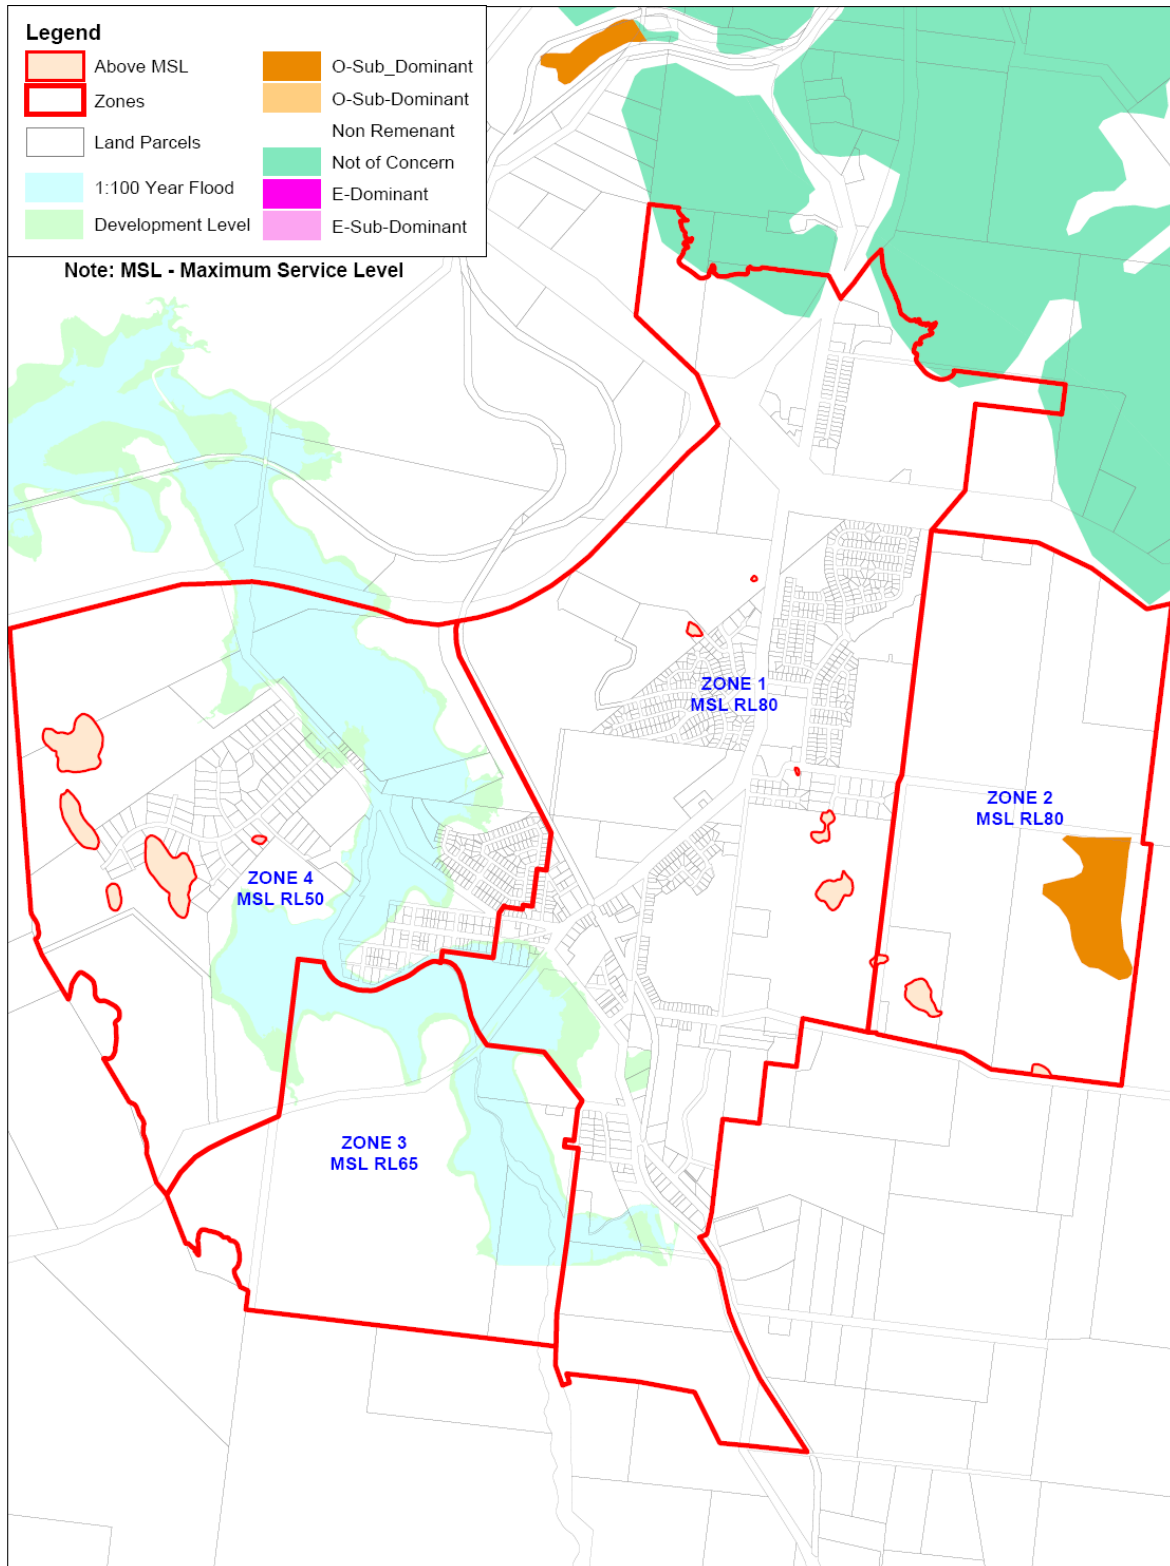 Legend
Above MSL
Zones
Land Parcels
1:100 Year Flood
Development Level
O-Sub_Dominant
O-Sub-Dominant
Non Remenant
Not of Concern
E-Dominant
E-Sub-Dominant
Note: MSL - Maximum Service Level
ZONE 1
MSL RL80
ZONE 2
MSL RL80
ZONE 4
MSL RL50
ZONE 3
MSL RL65